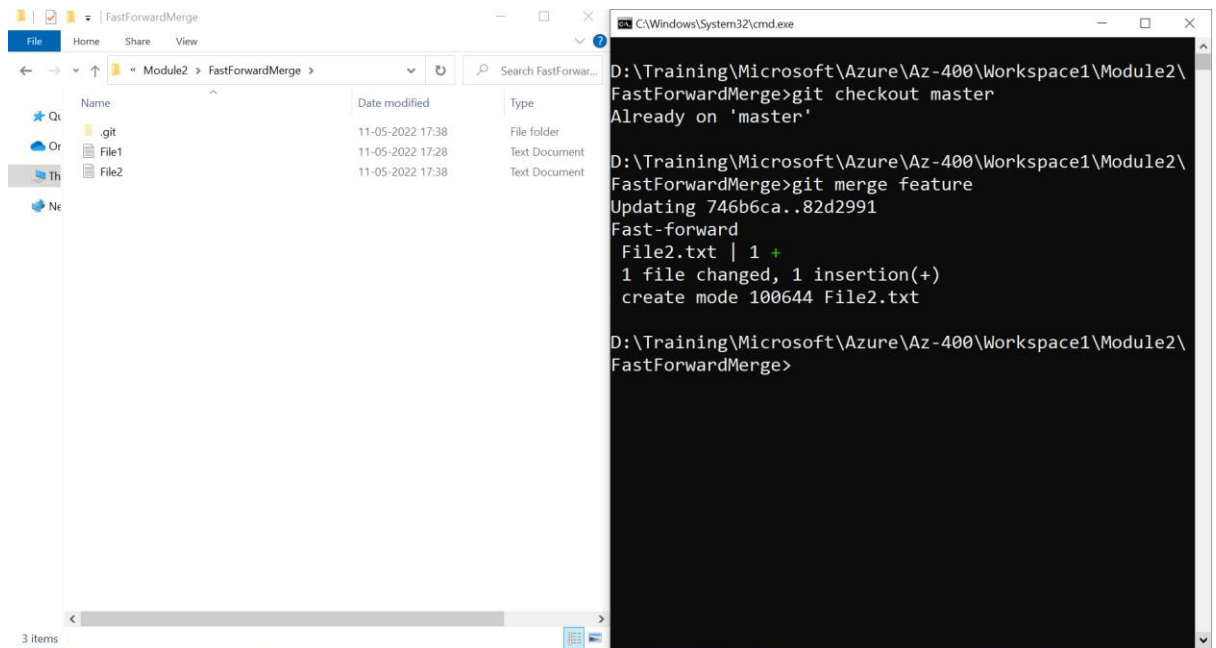 FastForwardMerge
File Home Share View
« Module2 > FastForwardMerge >
Search FastForwar...
Name Date modified Type
.git 11-05-2022 17:38 File folder
File1 11-05-2022 17:28 Text Document
File2 11-05-2022 17:38 Text Document
Qu
Or
Th
Ne
3 items
C:\Windows\System32\cmd.exe
D:\Training\Microsoft\Azure\Az-400\Workspace1\Module2\
FastForwardMerge>git checkout master
Already on 'master'
D:\Training\Microsoft\Azure\Az-400\Workspace1\Module2\
FastForwardMerge>git merge feature
Updating 746b6ca..82d2991
Fast-forward
File2.txt | 1 +
1 file changed, 1 insertion(+)
create mode 100644 File2.txt
D:\Training\Microsoft\Azure\Az-400\Workspace1\Module2\
FastForwardMerge>